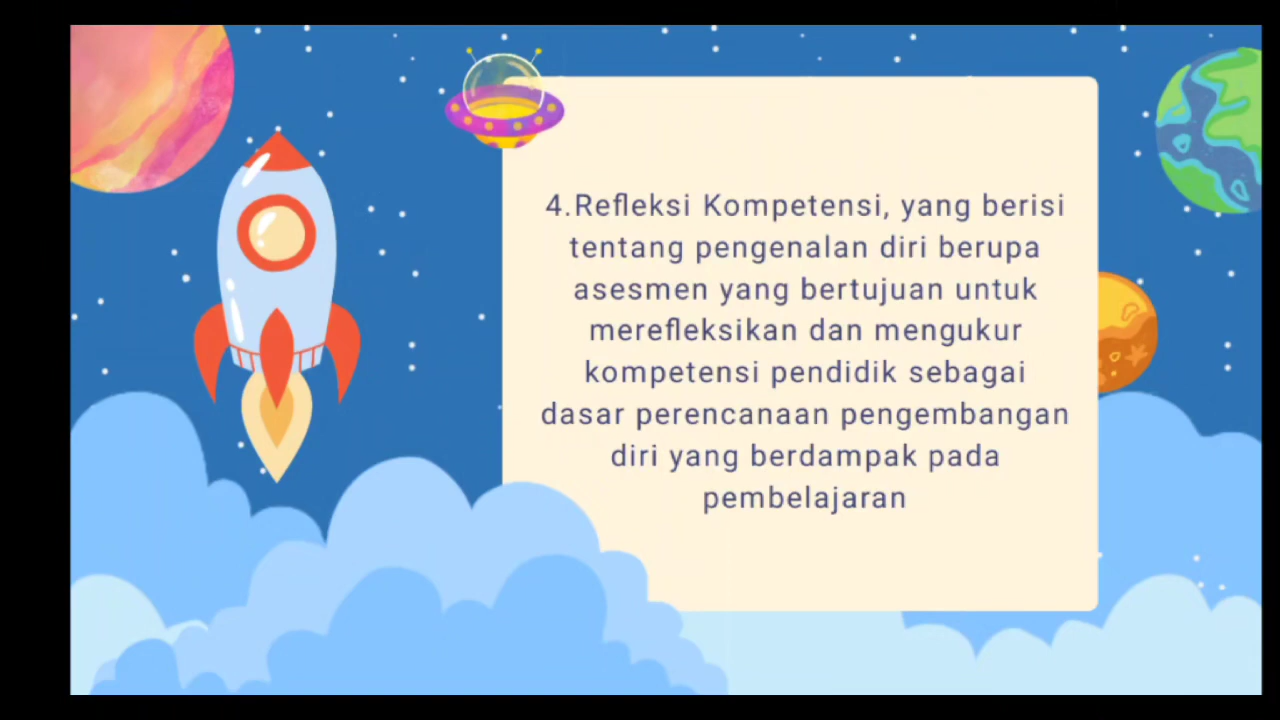 4.Refleksi Kompetensi, yang berisi
tentang pengenalan diri berupa
asesmen yang bertujuan untuk
merefleksikan dan mengukur
kompetensi pendidik sebagai
dasar perencanaan pengembangan
diri yang berdampak pada
pembelajaran